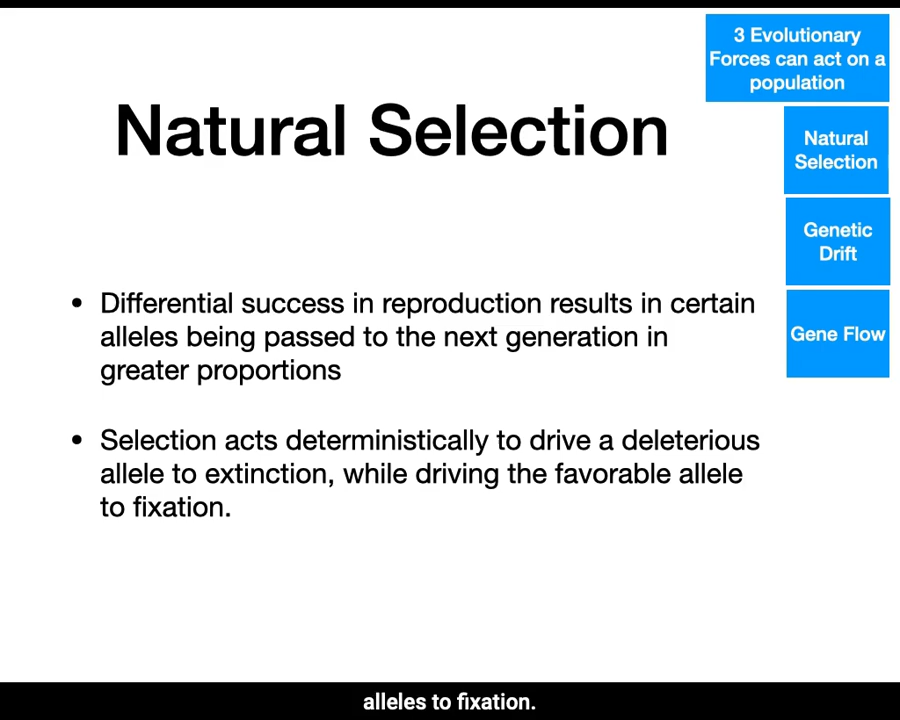 3 Evolutionary
Forces can act on a
population
Natural Selection
Natural
Selection
Genetic
Drift
Gene Flow
• Differential success in reproduction results in certain
alleles being passed to the next generation in
greater proportions
• Selection acts deterministically to drive a deleterious
allele to extinction, while driving the favorable allele
to fixation.
alleles to fixation.